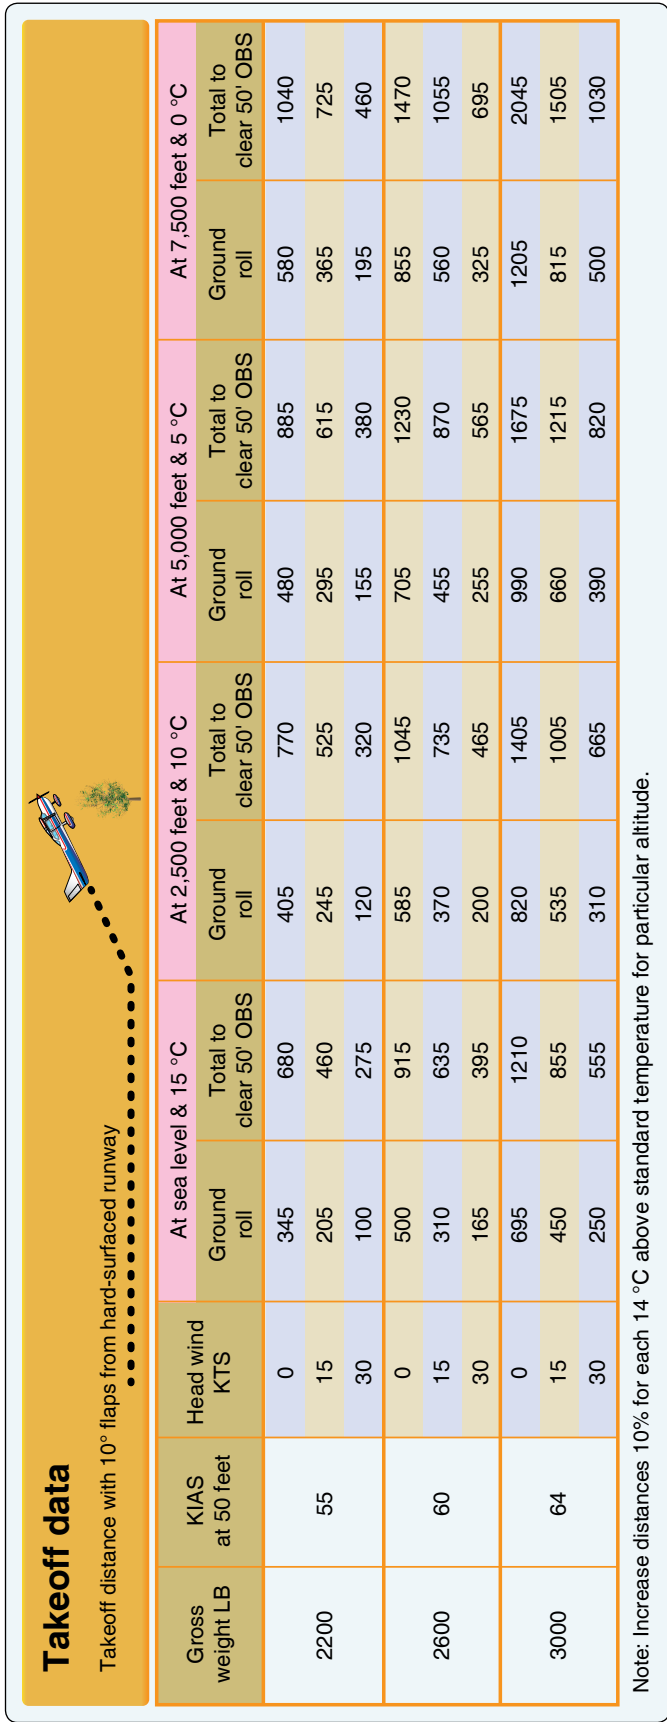 Takeoff data
Takeoff distance with 10° flaps from hard-surfaced runway
Gross weight LB | KIAS at 50 feet | Head wind KTS | At sea level & 15 °C | At 2,500 feet & 10 °C | At 5,000 feet & 5 °C | At 7,500 feet & 0 °C
Ground roll | Total to clear 50' OBS | Ground roll | Total to clear 50' OBS | Ground roll | Total to clear 50' OBS | Ground roll | Total to clear 50' OBS
2200 | 55 | 0 | 345 | 680 | 405 | 770 | 480 | 885 | 580 | 1040
15 | 205 | 460 | 245 | 525 | 295 | 615 | 365 | 725
30 | 100 | 275 | 120 | 320 | 155 | 380 | 195 | 460
2600 | 60 | 0 | 500 | 915 | 585 | 1045 | 705 | 1230 | 855 | 1470
15 | 310 | 635 | 370 | 735 | 455 | 870 | 560 | 1055
30 | 165 | 395 | 200 | 465 | 255 | 565 | 325 | 695
3000 | 64 | 0 | 695 | 1210 | 820 | 1405 | 990 | 1675 | 1205 | 2045
15 | 450 | 855 | 535 | 1005 | 660 | 1215 | 815 | 1505
30 | 250 | 555 | 310 | 665 | 390 | 820 | 500 | 1030
Note: Increase distances 10% for each 14 °C above standard temperature for particular altitude.